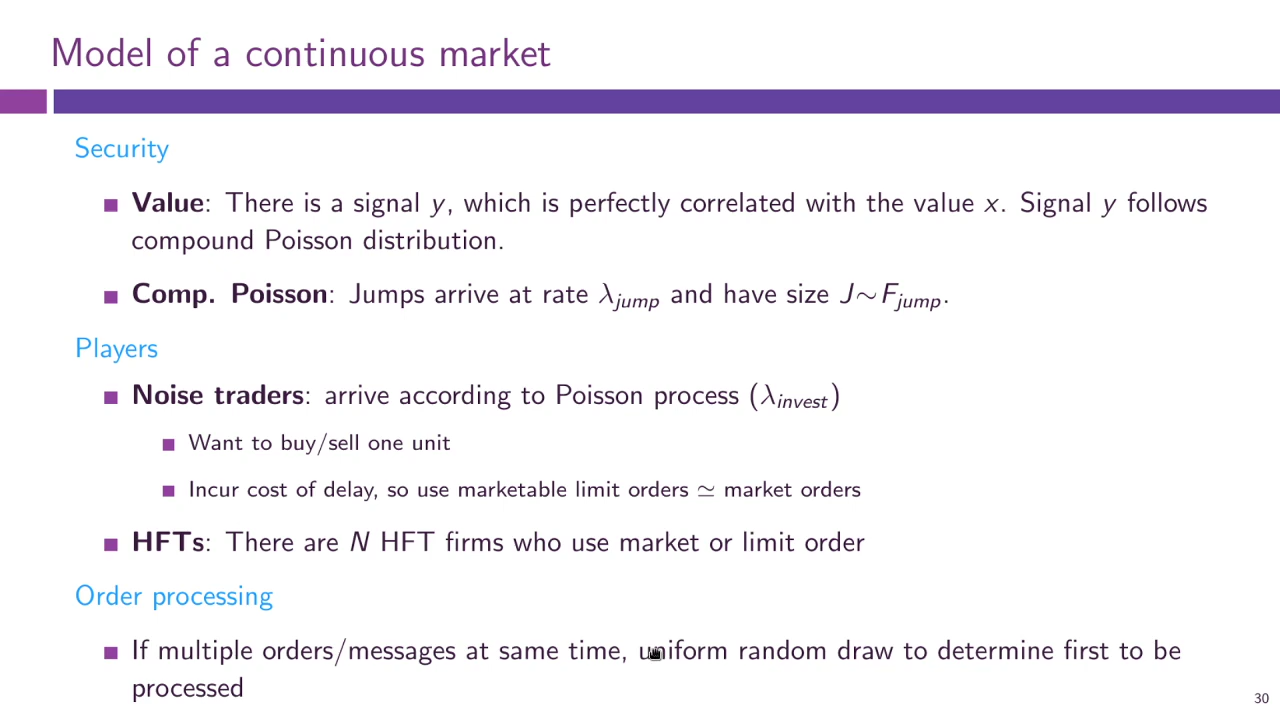 Model of a continuous market
Security
Value: There is a signal y, which is perfectly correlated with the value x. Signal y follows
compound Poisson distribution.
Comp. Poisson: Jumps arrive at rate λ_jump and have size J∼F_jump.
Players
Noise traders: arrive according to Poisson process (λ_invest)
Want to buy/sell one unit
Incur cost of delay, so use marketable limit orders ≃ market orders
HFTs: There are N HFT firms who use market or limit order
Order processing
If multiple orders/messages at same time, uniform random draw to determine first to be
processed
30